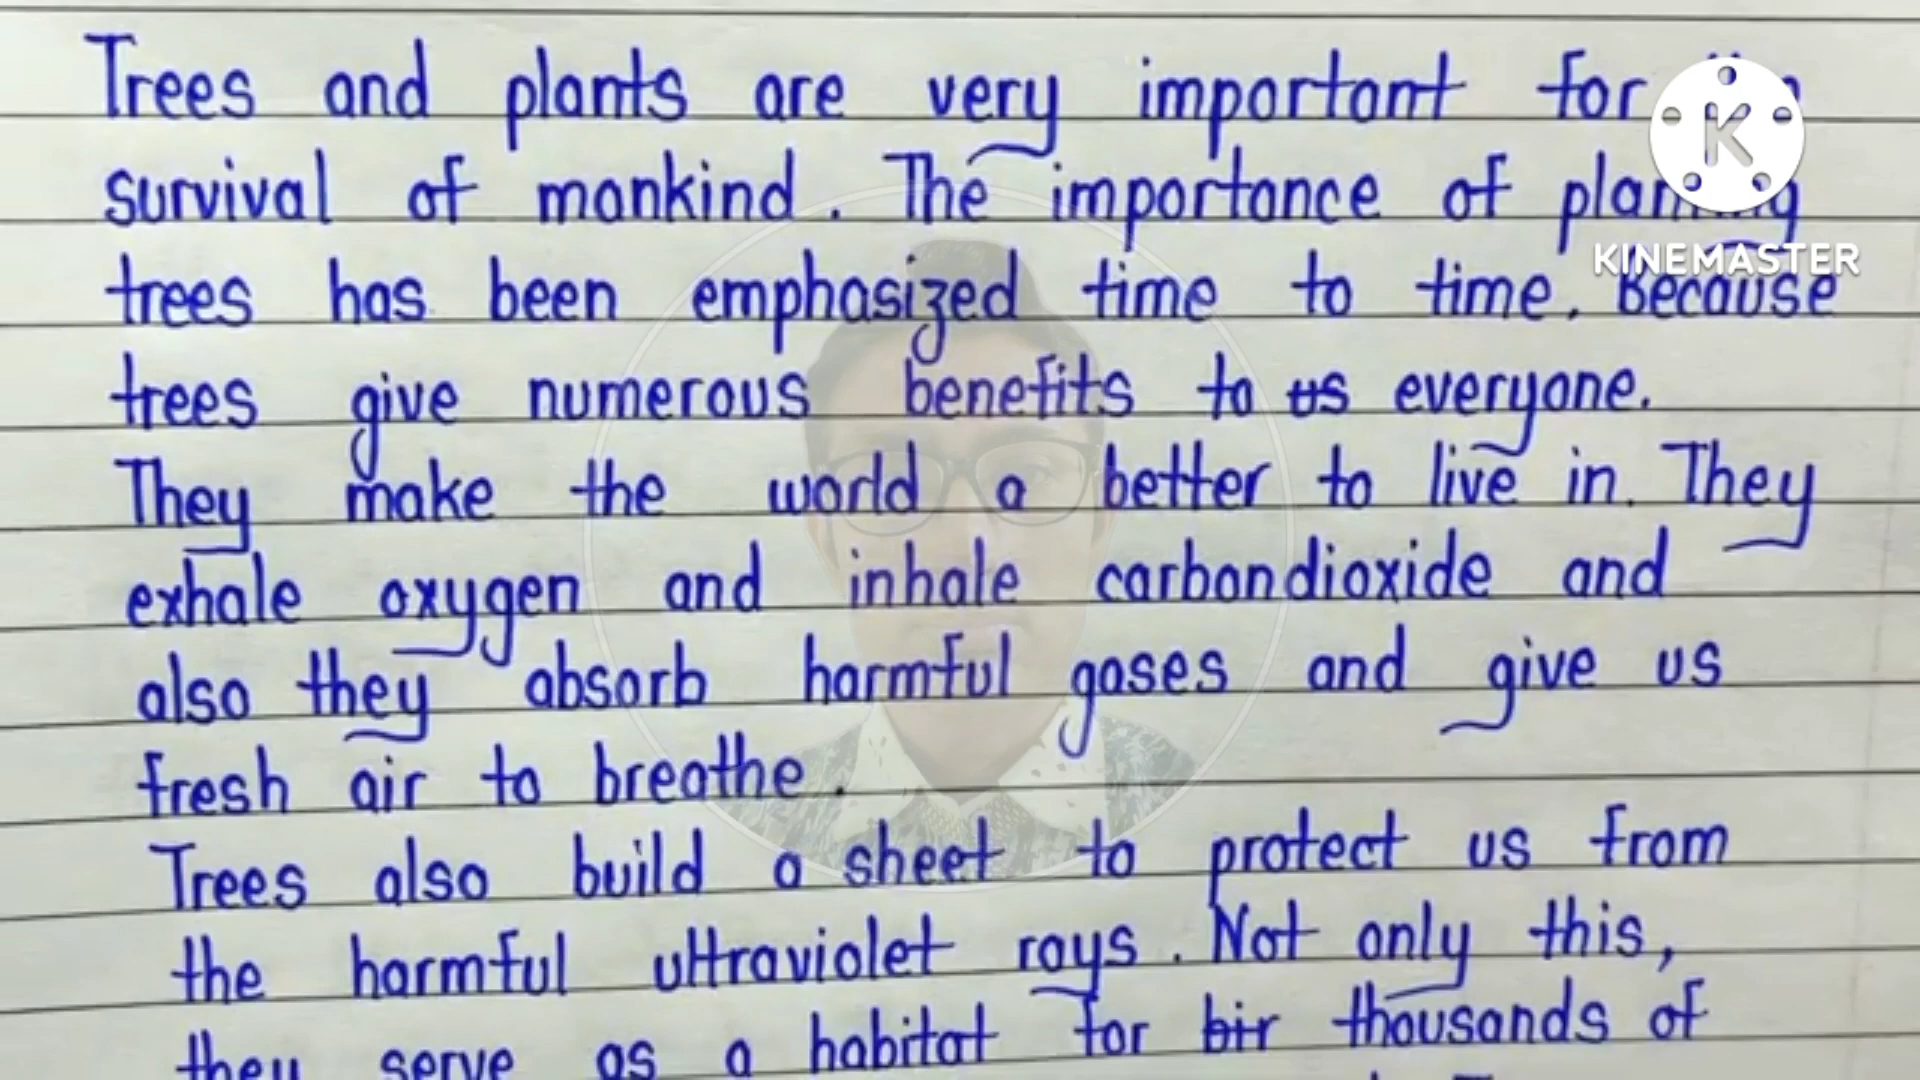 Trees and plants are very important for
survival of mankind. The importance of planting
trees has been emphasized time to time. Because
trees give numerous benefits to us everyone.
They make the world a better to live in. They
exhale oxygen and inhale carbondioxide and
also they absorb harmful gases and give us
fresh air to breathe.
Trees also build a sheet to protect us from
the harmful ultraviolet rays. Not only this,
they serve as a habitat for bir thousands of
K
KINEMASTER